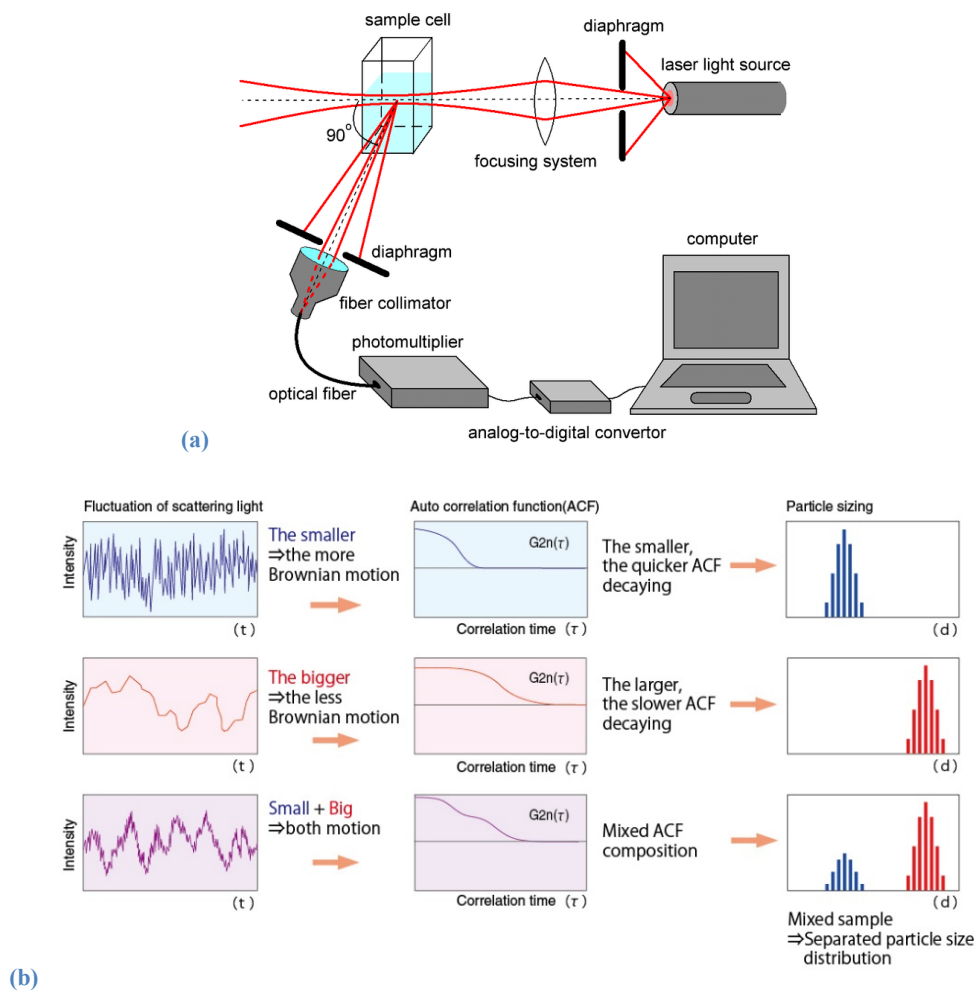 sample cell
diaphragm
laser light source
90°
focusing system
diaphragm
computer
fiber collimator
photomultiplier
optical fiber
analog-to-digital convertor
(a)
Fluctuation of scattering light
Auto correlation function(ACF)
Particle sizing
Intensity
The smaller
⇒the more
Brownian motion
(t)
G2n(τ)
Correlation time (τ)
The smaller,
the quicker ACF
decaying
(d)
Intensity
The bigger
⇒the less
Brownian motion
(t)
G2n(τ)
Correlation time (τ)
The larger,
the slower ACF
decaying
(d)
Intensity
Small + Big
⇒both motion
(t)
G2n(τ)
Correlation time (τ)
Mixed ACF
composition
(d)
Mixed sample
⇒Separated particle size
distribution
(b)